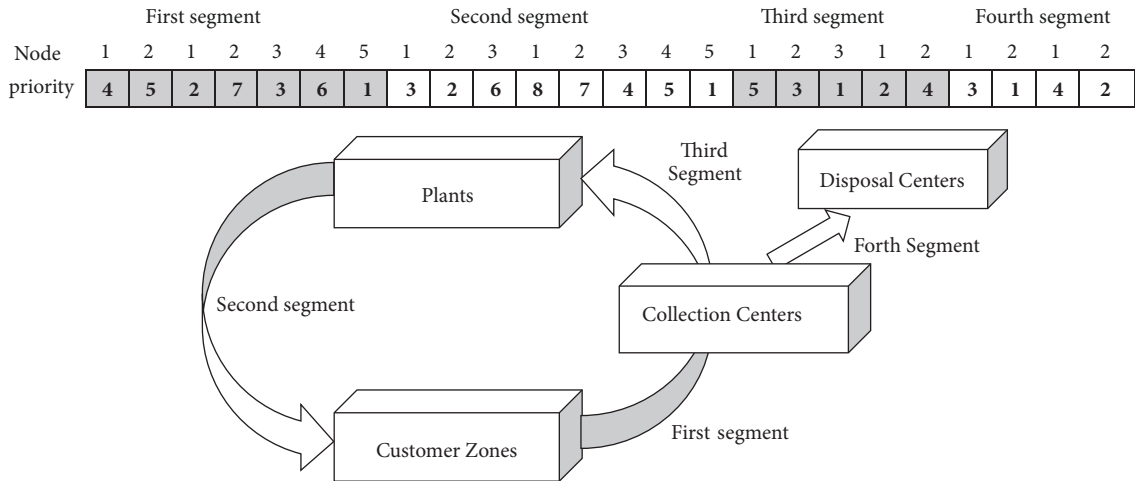 First segment Second segment Third segment Fourth segment
Node 1 2 1 2 3 4 5 1 2 3 1 2 3 4 5 1 2 3 1 2 1 2 1 2
priority 4 5 2 7 3 6 1 3 2 6 8 7 4 5 1 5 3 1 2 4 3 1 4 2
Third
Segment
Disposal Centers
Plants
Forth Segment
Second segment
Collection Centers
First segment
Customer Zones